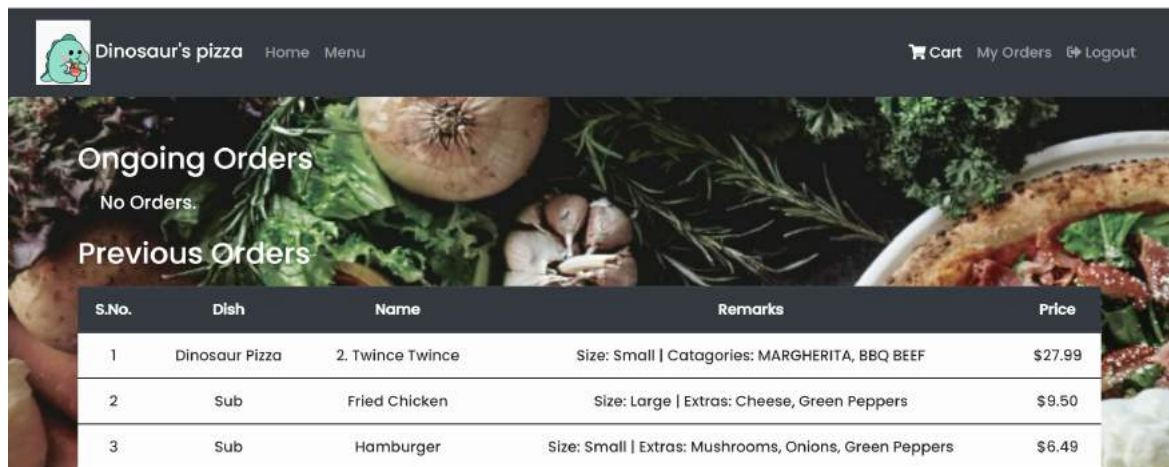 Dinosaur's pizza Home Menu Cart My Orders Logout
Ongoing Orders
No Orders.
Previous Orders
S.No. Dish Name Remarks Price
1 Dinosaur Pizza 2. Twince Twince Size: Small | Catagories: MARGHERITA, BBQ BEEF $27.99
2 Sub Fried Chicken Size: Large | Extras: Cheese, Green Peppers $9.50
3 Sub Hamburger Size: Small | Extras: Mushrooms, Onions, Green Peppers $6.49